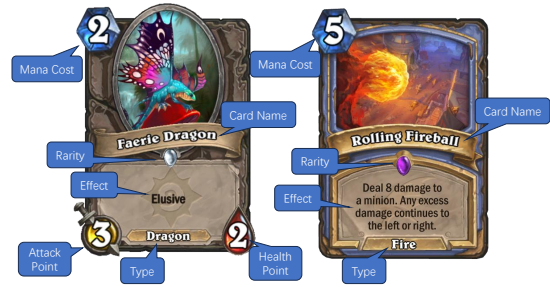 2
Mana Cost
Card Name
Faerie Dragon
Rarity
Effect
Elusive
3
Dragon
2
Attack
Point
Type
Health
Point
5
Mana Cost
Card Name
Rolling Fireball
Rarity
Effect
Deal 8 damage to
a minion. Any excess
damage continues to
the left or right.
Fire
Type